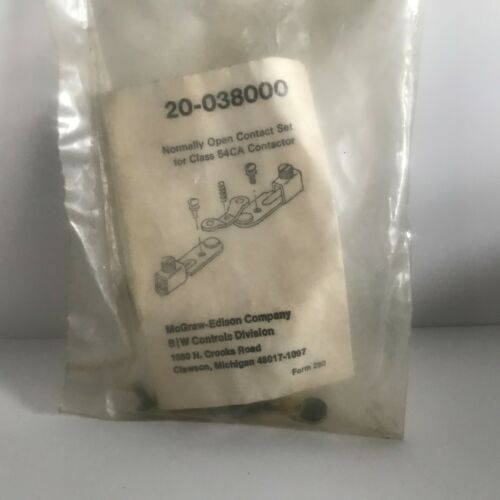 20-038000
Normally Open Contact Set
for Class 54CA Contactor
McGraw-Edison Company
B|W Controls Division
1080 N. Crooks Road
Clawson, Michigan 48017-1097
Form 280